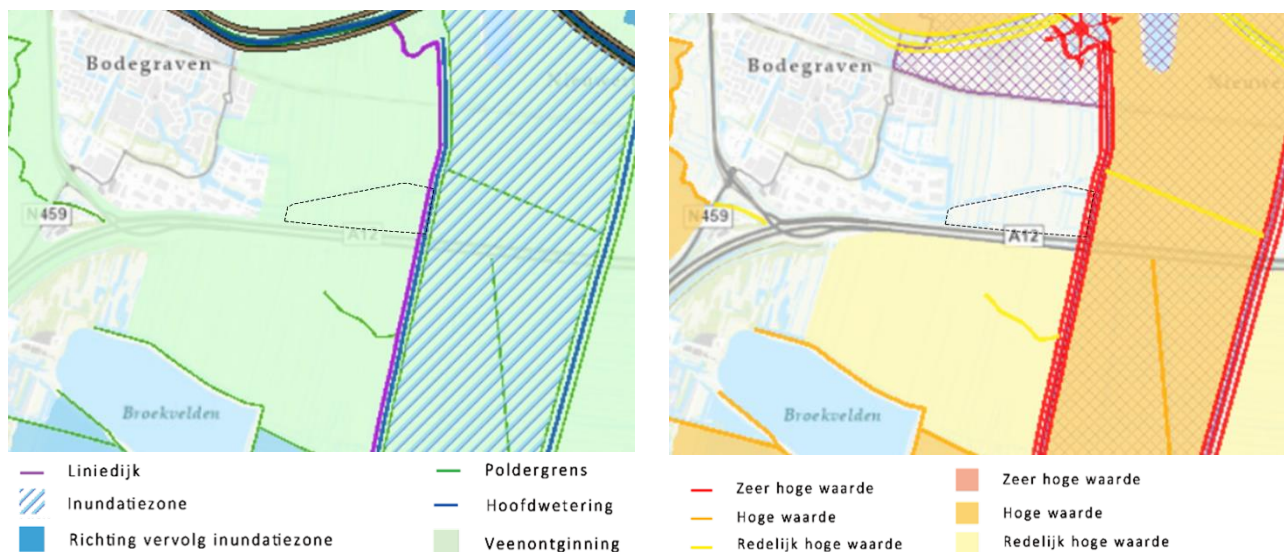 Bodegraven
N459
A12
Broekvelden
Liniedijk
Inundatiezone
Richting vervolg inundatiezone
Poldergrens
Hoofdwetering
Veenontginning
Bodegraven
Nieuwe
N459
A12
Broekvelden
Zeer hoge waarde
Hoge waarde
Redelijk hoge waarde
Zeer hoge waarde
Hoge waarde
Redelijk hoge waarde